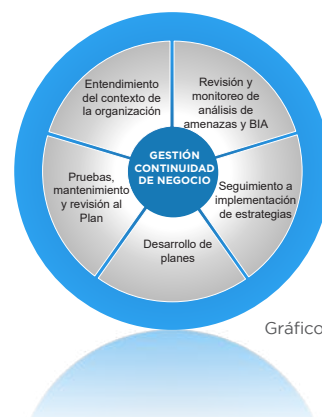 Entendimiento
del contexto de
la organización
Revisión y
monitoreo de
análisis de
amenazas y BIA
GESTIÓN
CONTINUIDAD
DE NEGOCIO
Pruebas,
mantenimiento
y revisión al
Plan
Seguimiento a
implementación
de estrategias
Desarrollo de
planes
Gráfico